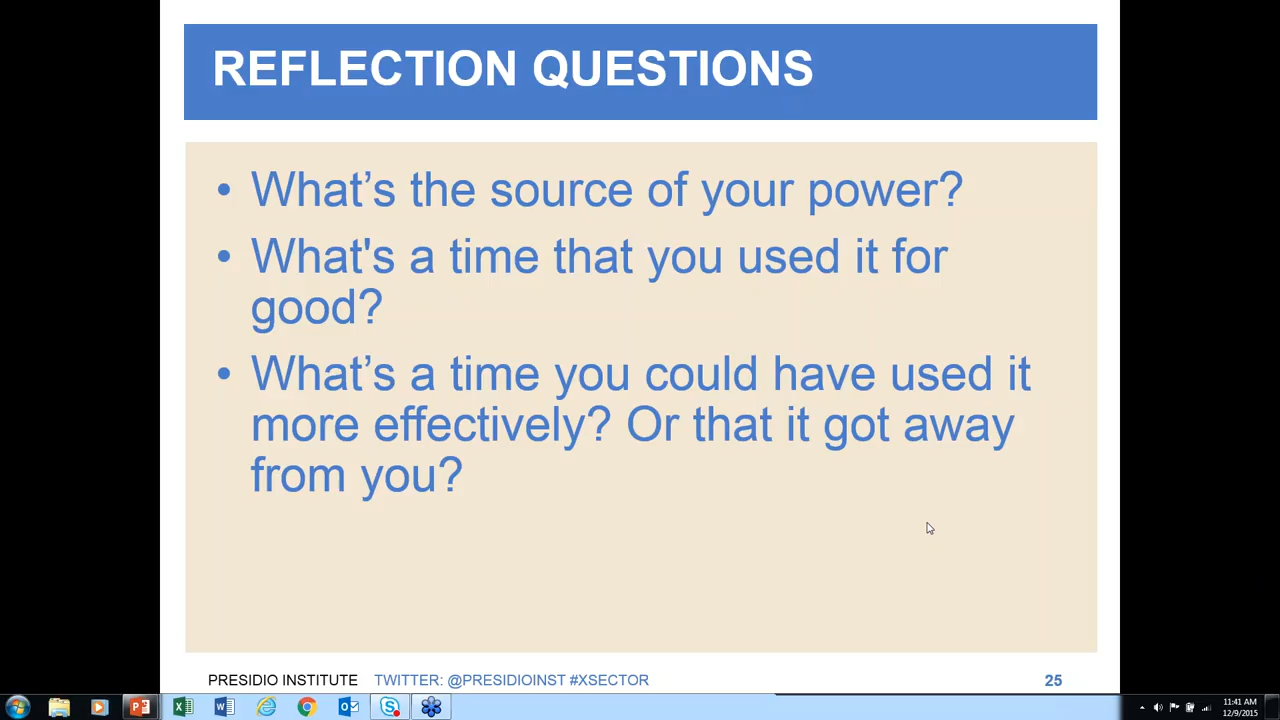 REFLECTION QUESTIONS
• What’s the source of your power?
• What's a time that you used it for
good?
• What’s a time you could have used it
more effectively? Or that it got away
from you?
PRESIDIO INSTITUTE TWITTER: @PRESIDIOINST #XSECTOR 25
11:41 AM
12/9/2015